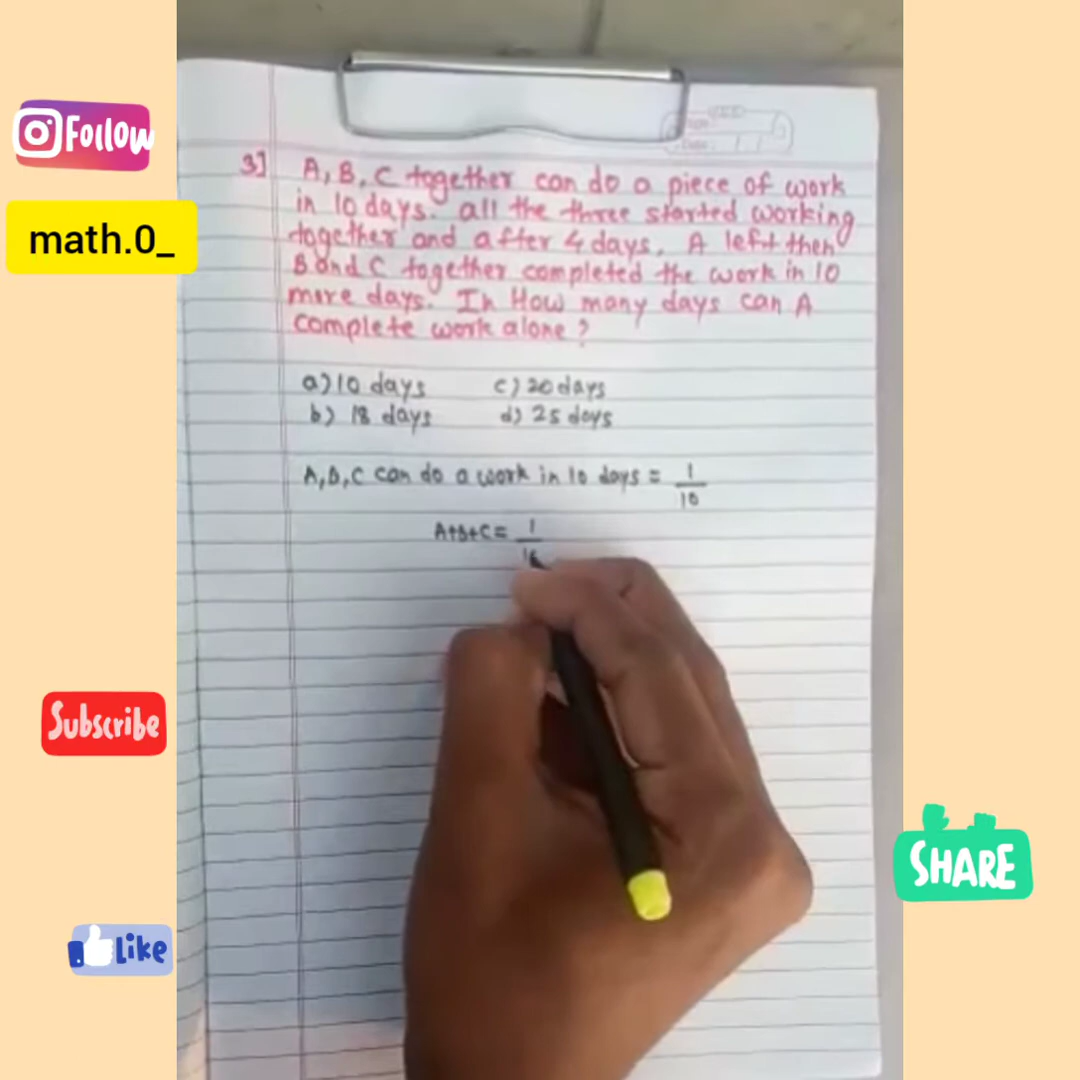 Follow
math.0_
3] A, B, C together can do a piece of work
in 10 days. all the three started working
together and after 4 days. A left then
B and C together completed the work in 10
more days. In How many days can A
complete work alone?
a) 10 days c) 20 days
b) 18 days d) 25 days
A, B, C can do a work in 10 days = 1/10
A+B+C = 1
Subscribe
SHARE
Like